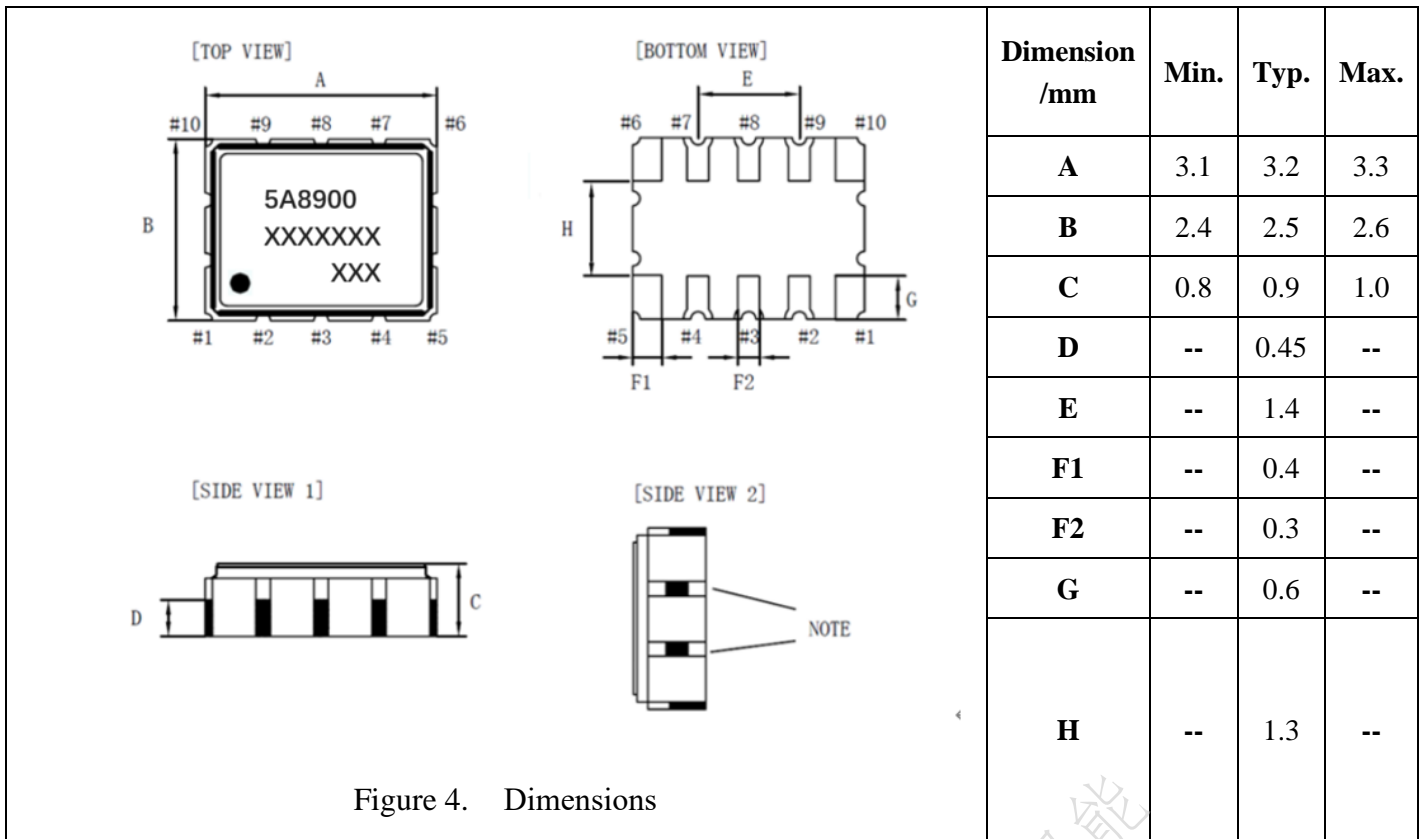 [TOP VIEW]
A
#10 #9 #8 #7 #6
B
5A8900
XXXXXXX
XXX
#1 #2 #3 #4 #5
[BOTTOM VIEW]
E
#6 #7 #8 #9 #10
H
G
#5 #4 #3 #2 #1
F1 F2
[SIDE VIEW 1]
D
C
[SIDE VIEW 2]
NOTE
Figure 4. Dimensions
Dimension /mm Min. Typ. Max.
A 3.1 3.2 3.3
B 2.4 2.5 2.6
C 0.8 0.9 1.0
D -- 0.45 --
E -- 1.4 --
F1 -- 0.4 --
F2 -- 0.3 --
G -- 0.6 --
H -- 1.3 --
能